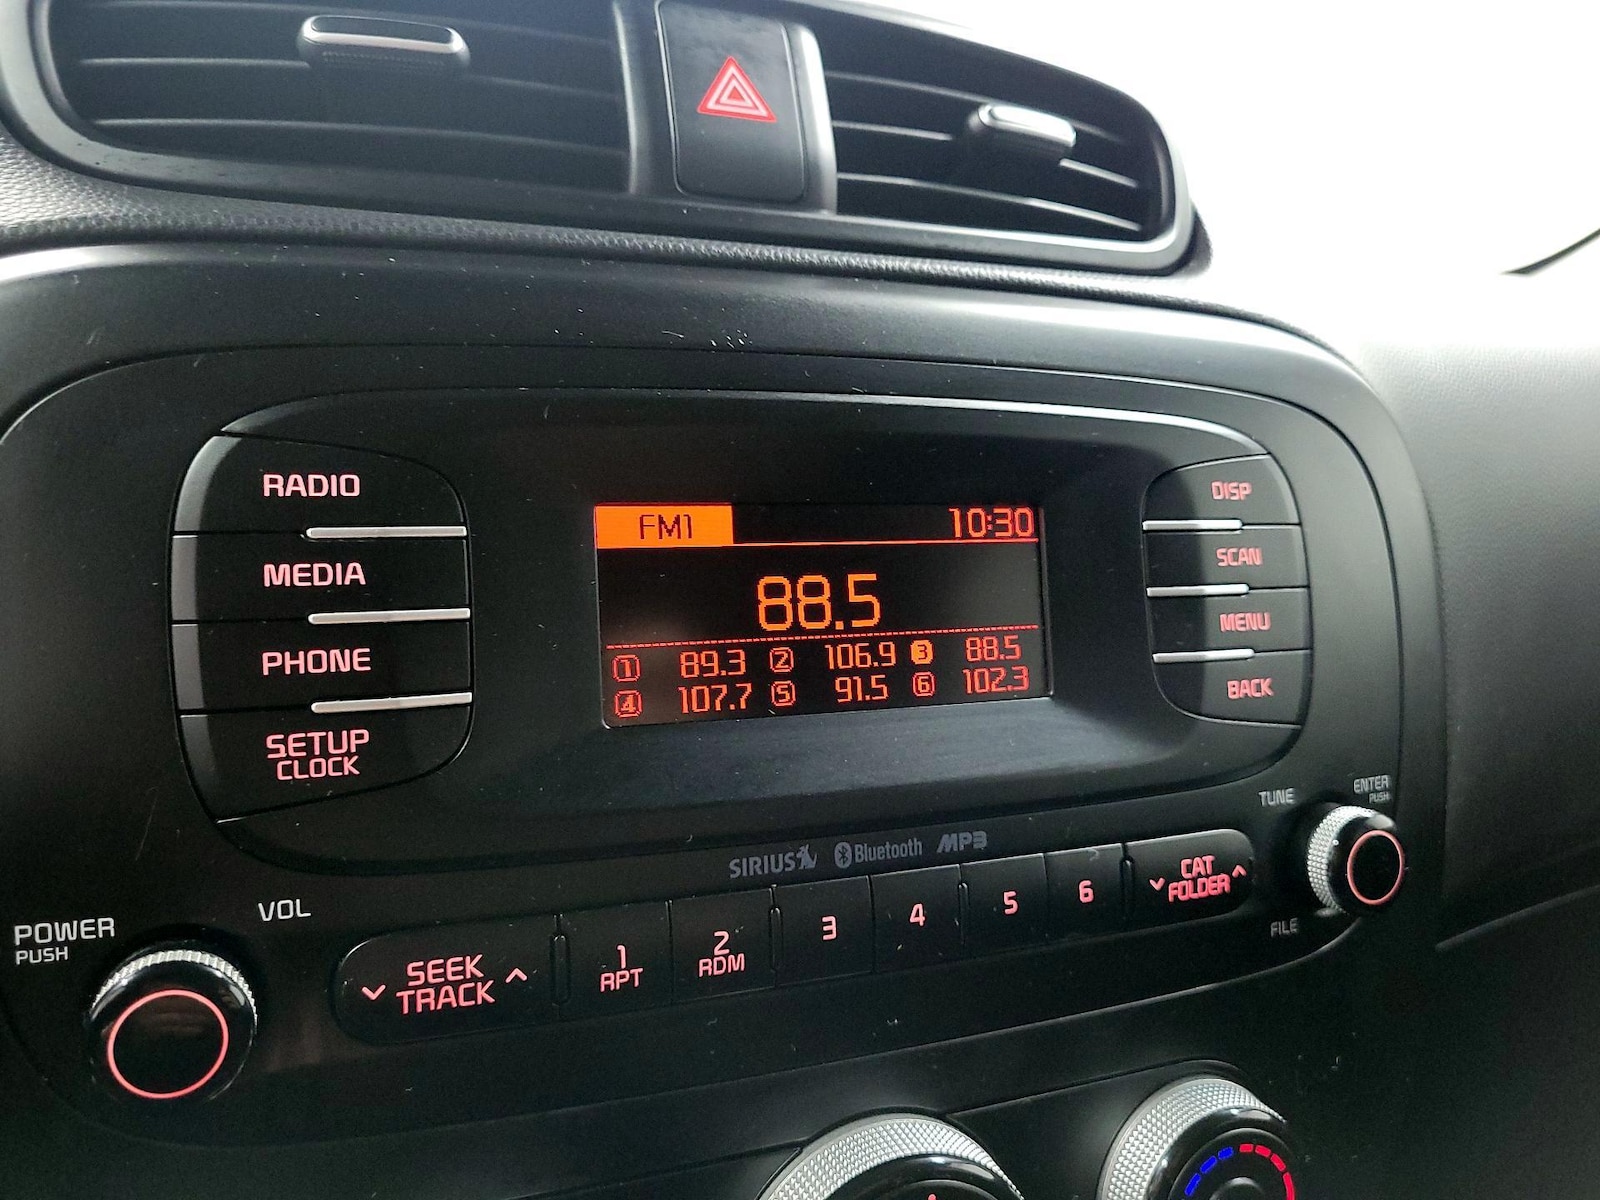 RADIO
MEDIA
PHONE
SETUP
CLOCK
FM1 10:30
88.5
1 89.3 2 106.9 3 88.5
4 107.7 5 91.5 6 102.3
DISP
SCAN
MENU
BACK
SIRIUS Bluetooth MP3
TUNE
ENTER
PUSH
FILE
POWER
PUSH
VOL
SEEK
TRACK
1
RPT
2
RDM
3
4
5
6
CAT
FOLDER